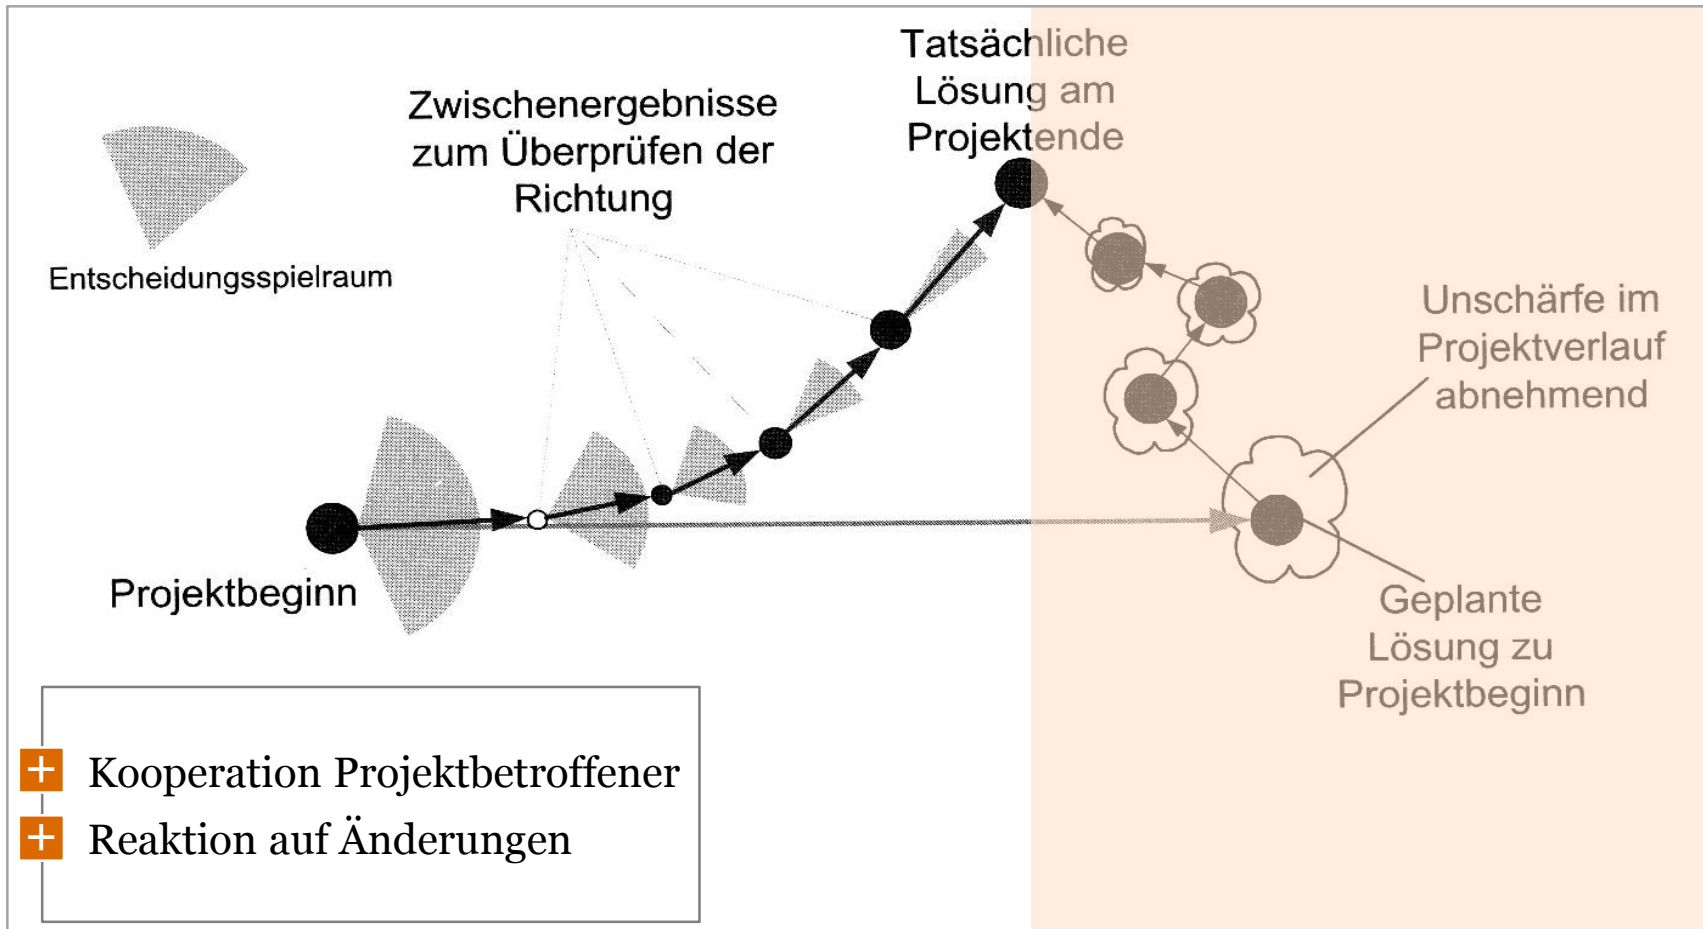 Tatsächliche
Lösung am
Projektende
Zwischenergebnisse
zum Überprüfen der
Richtung
Entscheidungsspielraum
Unschärfe im
Projektverlauf
abnehmend
Projektbeginn
Geplante
Lösung zu
Projektbeginn
+ Kooperation Projektbetroffener
+ Reaktion auf Änderungen